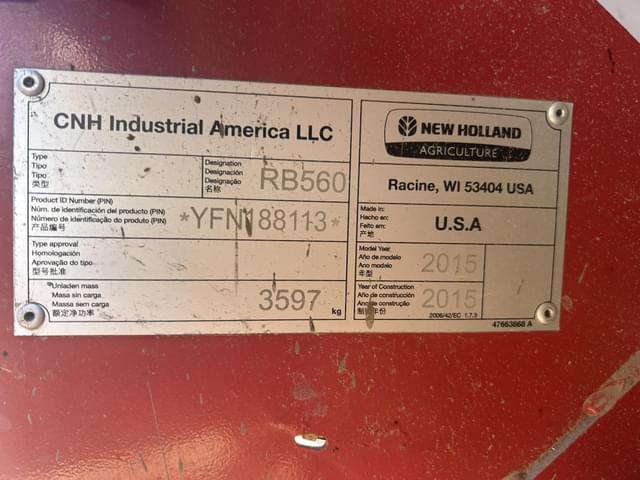 CNH Industrial America LLC
Type
Tipo
Tipo
类型
Designation
Designación
Designação
名称
RB560
Product ID Number (PIN)
Núm. de identificación del producto (PIN)
Número de identificação do produto (PIN)
产品编号
*YFN188113*
Type approval
Homologación
Aprovação do tipo
型号批准
Unladen mass
Masa sin carga
Massa sem carga
额定净功率
3597
kg
NEW HOLLAND
AGRICULTURE
Racine, WI 53404 USA
Made in:
Hecho en:
Feito em:
产地
U.S.A
Model Year
Año de modelo
Ano modelo
年型
2015
Year of Construction
Año de construcción
Ano de construção
制造年份
2015
2006/42/EC 1.7.3
47663868 A